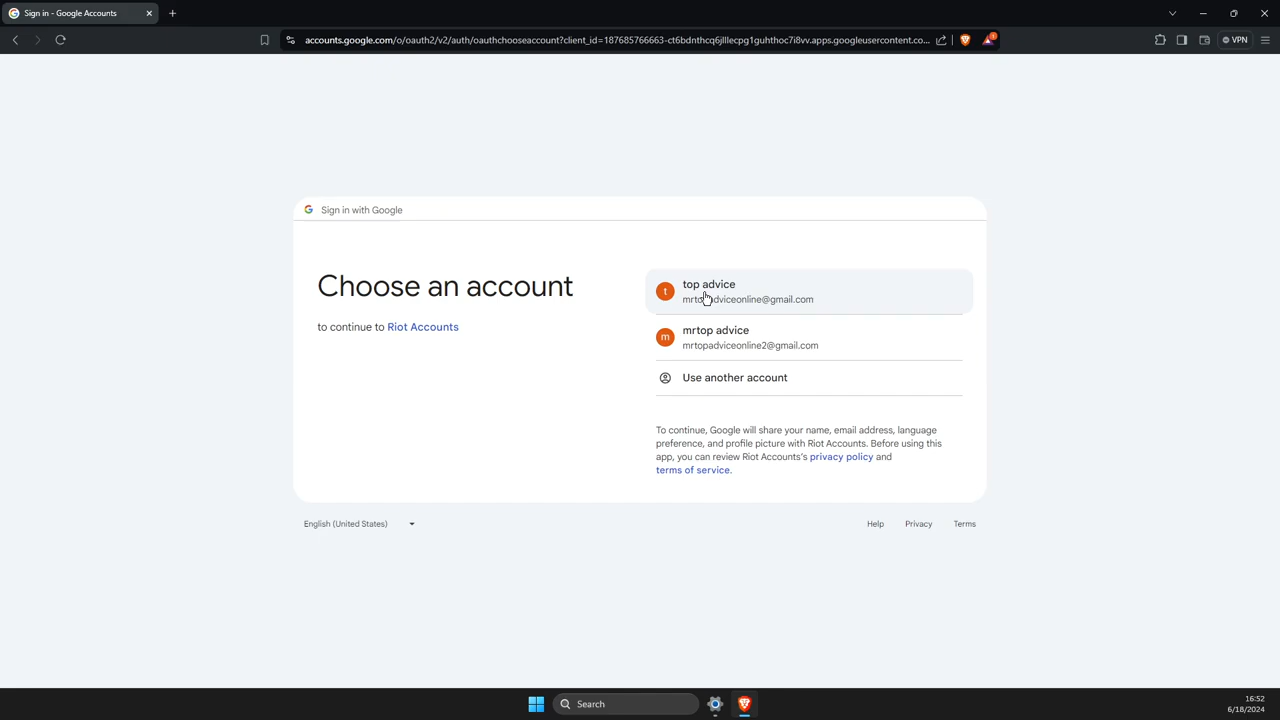 Sign in - Google Accounts
accounts.google.com/o/oauth2/v2/auth/oauthchooseaccount?client_id=187685766663-ct6bdnthcq6jlllecpg1guhthoc7i8vv.apps.googleusercontent.co...
VPN
Sign in with Google
Choose an account
to continue to Riot Accounts
t
top advice
mrtopadviceonline@gmail.com
m
mrtop advice
mrtopadviceonline2@gmail.com
Use another account
To continue, Google will share your name, email address, language
preference, and profile picture with Riot Accounts. Before using this
app, you can review Riot Accounts's privacy policy and
terms of service.
English (United States)
Help Privacy Terms
Search
16:52
6/18/2024